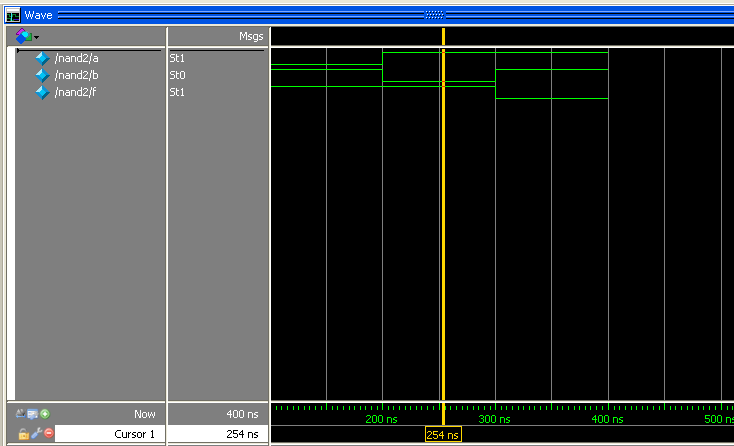 Wave
Msgs
/nand2/a St1
/nand2/b St0
/nand2/f St1
Now 400 ns 200 ns 300 ns 400 ns 500 ns
Cursor 1 254 ns 254 ns